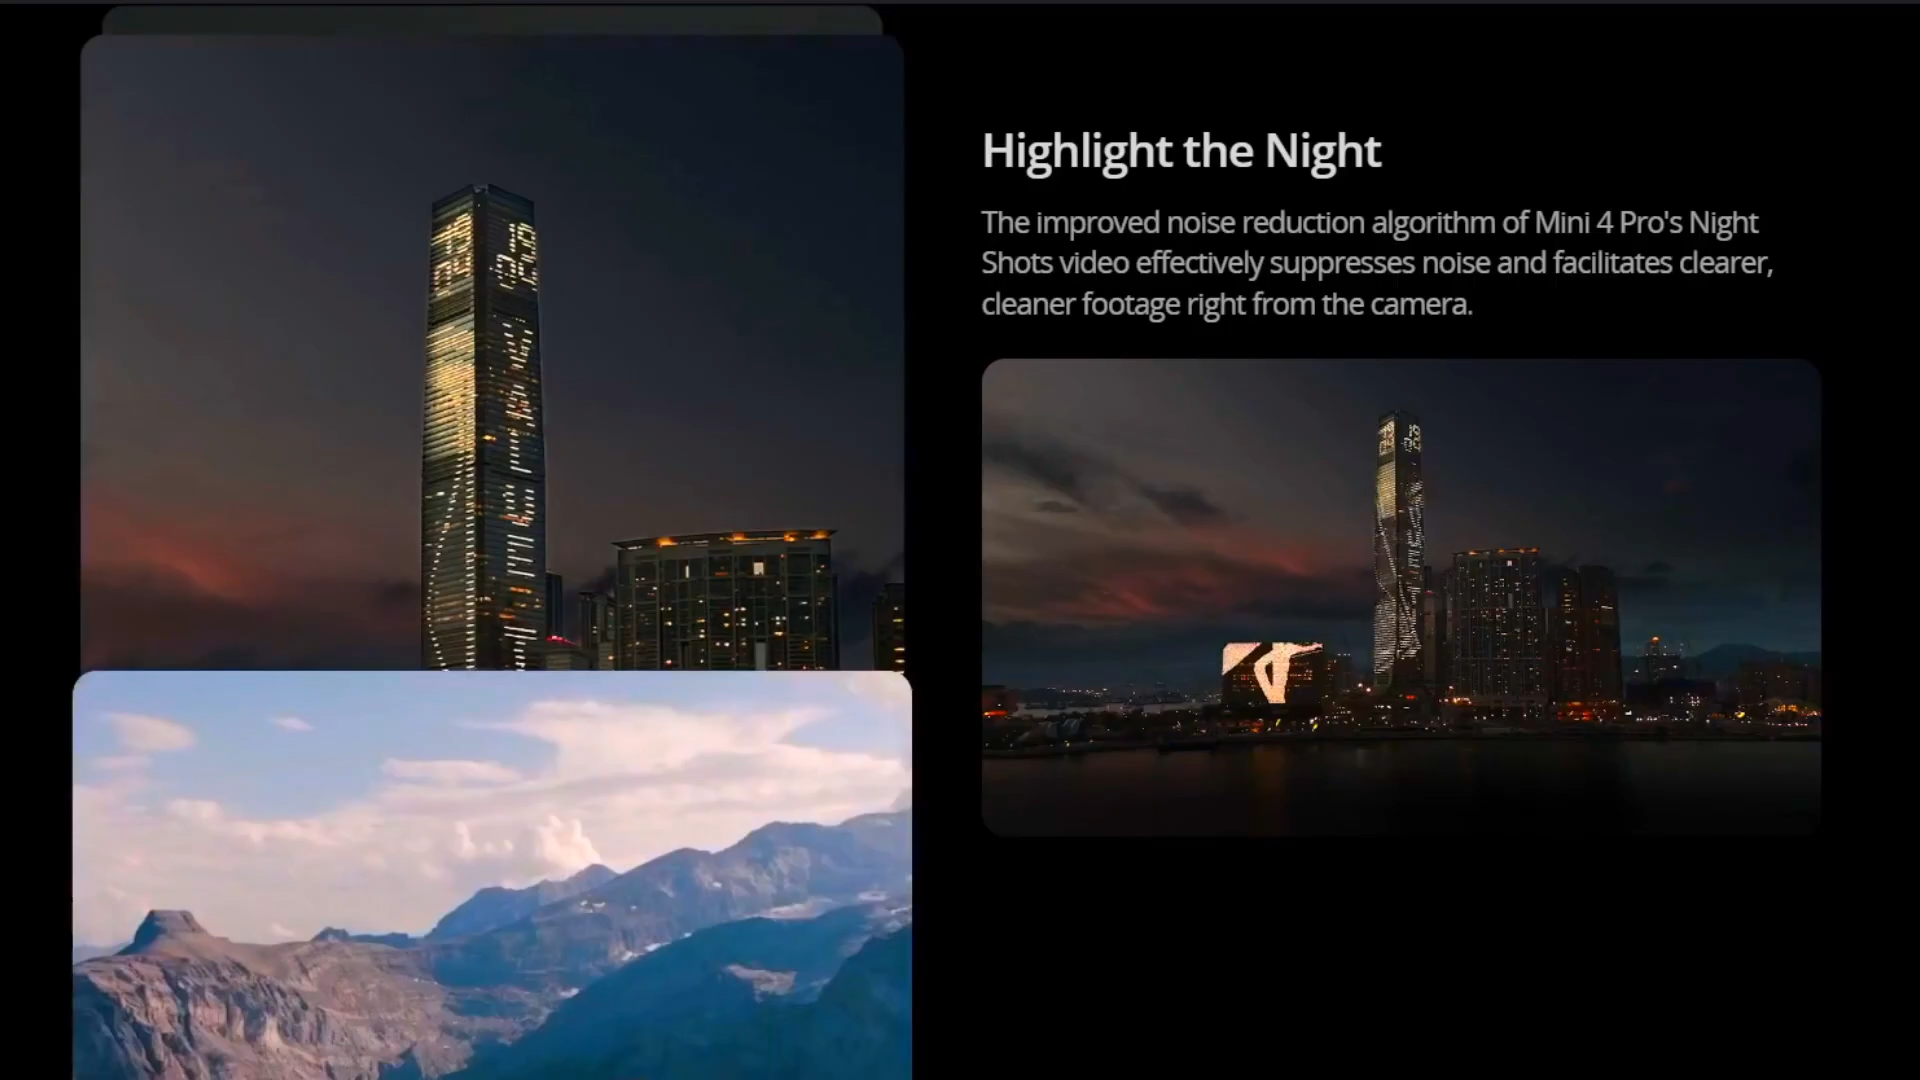 Highlight the Night
The improved noise reduction algorithm of Mini 4 Pro's Night
Shots video effectively suppresses noise and facilitates clearer,
cleaner footage right from the camera.